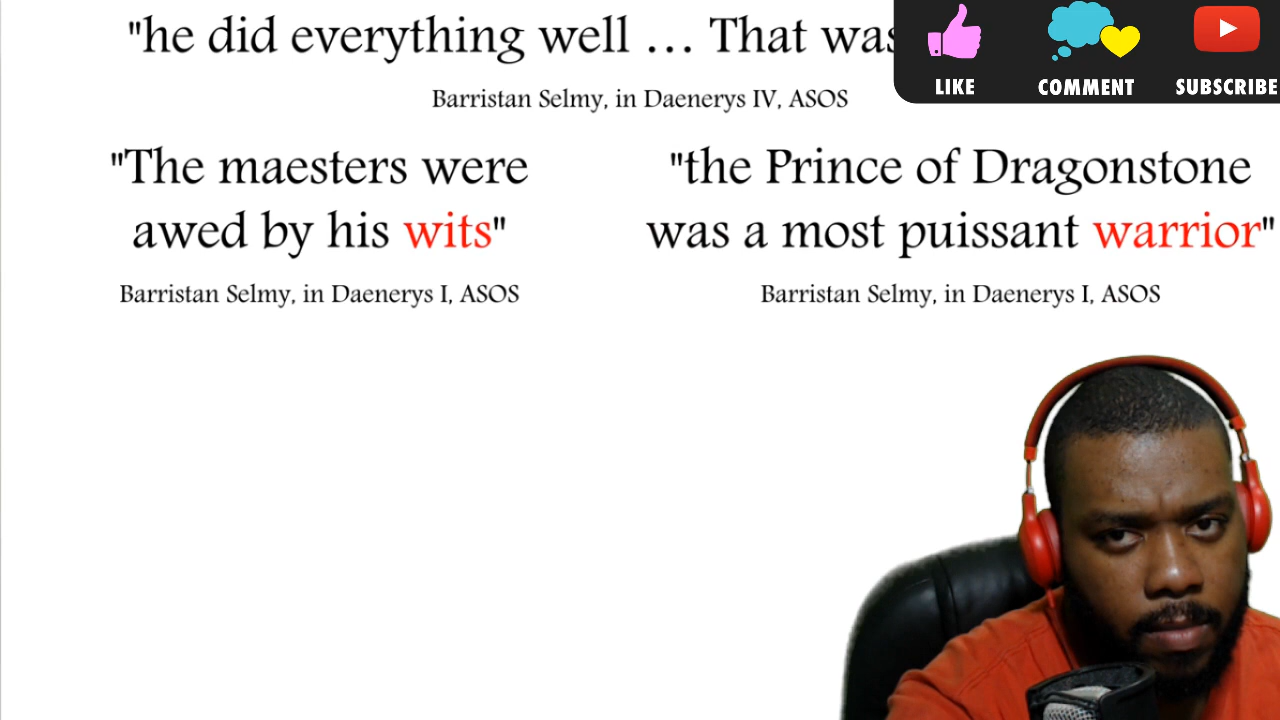 "he did everything well … That was
LIKE
COMMENT
SUBSCRIBE
Barristan Selmy, in Daenerys IV, ASOS
"The maesters were
awed by his wits"
Barristan Selmy, in Daenerys I, ASOS
"the Prince of Dragonstone
was a most puissant warrior"
Barristan Selmy, in Daenerys I, ASOS